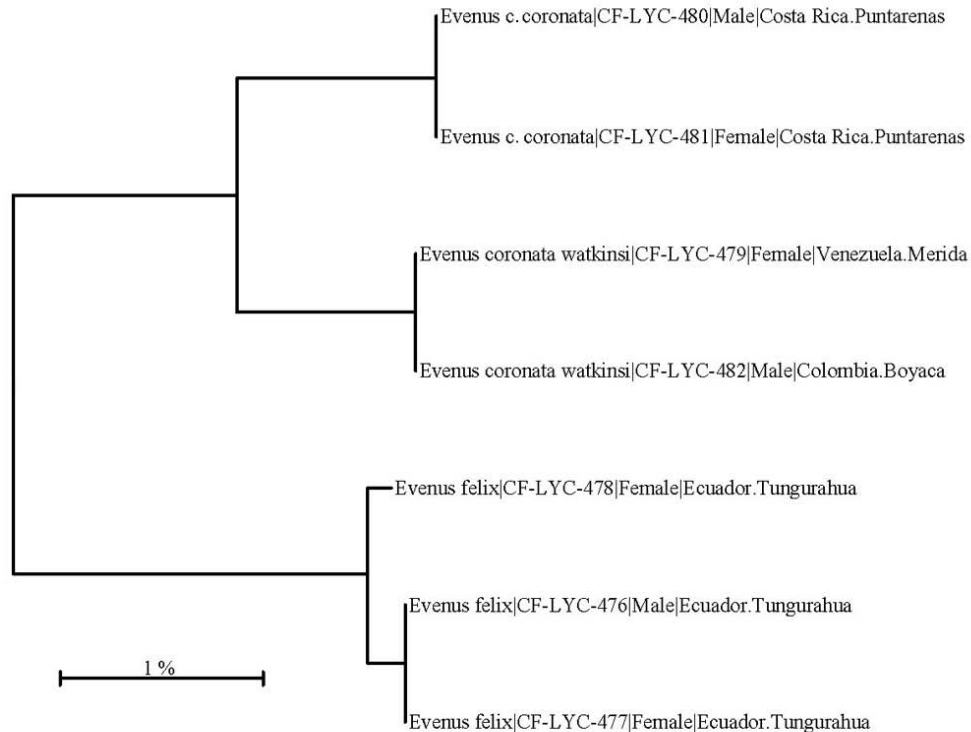 Evenus c. coronata|CF-LYC-480|Male|Costa Rica.Puntarenas
Evenus c. coronata|CF-LYC-481|Female|Costa Rica.Puntarenas
Evenus coronata watkinsi|CF-LYC-479|Female|Venezuela.Merida
Evenus coronata watkinsi|CF-LYC-482|Male|Colombia.Boyaca
Evenus felix|CF-LYC-478|Female|Ecuador.Tungurahua
Evenus felix|CF-LYC-476|Male|Ecuador.Tungurahua
1 %
Evenus felix|CF-LYC-477|Female|Ecuador.Tungurahua